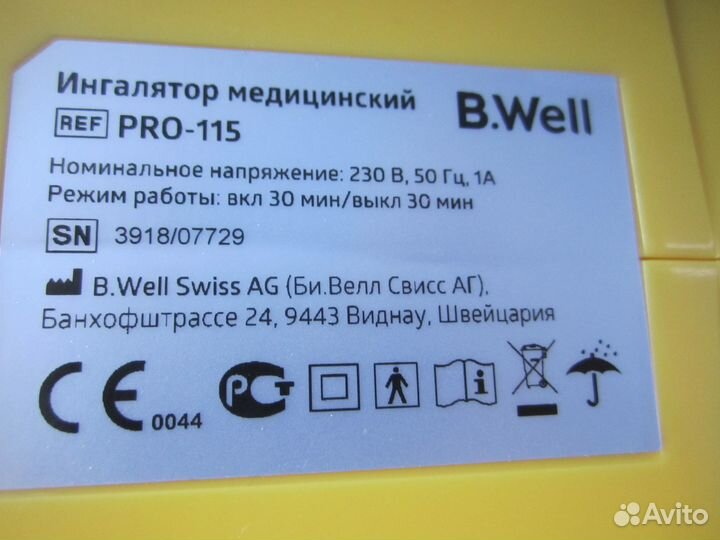 Ингалятор медицинский
B.Well
REF PRO-115
Номинальное напряжение: 230 В, 50 Гц, 1А
Режим работы: вкл 30 мин/выкл 30 мин
SN 3918/07729
B.Well Swiss AG (Би.Велл Свисс АГ),
Банхофштрассе 24, 9443 Виднау, Швейцария
CE 0044 РСТ i
Avito